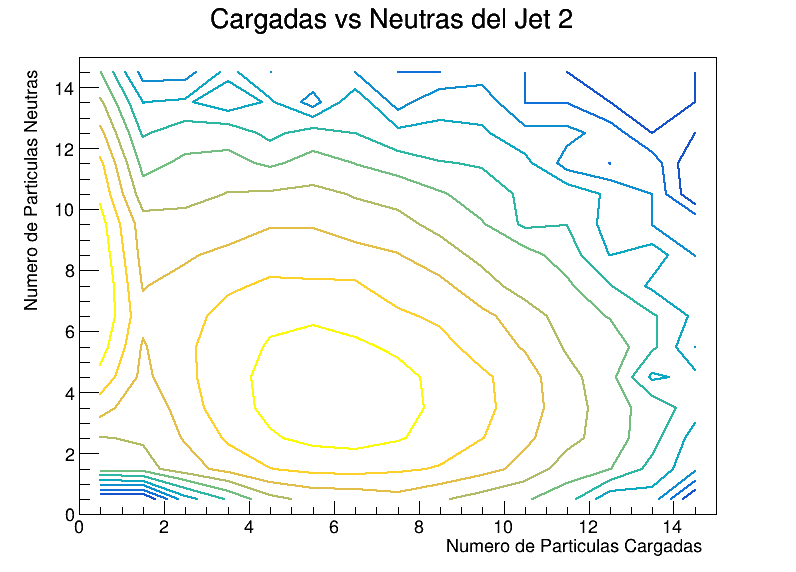 Cargadas vs Neutras del Jet 2
Numero de Particulas Neutras
14
12
10
8
6
4
2
0
0 2 4 6 8 10 12 14
Numero de Particulas Cargadas